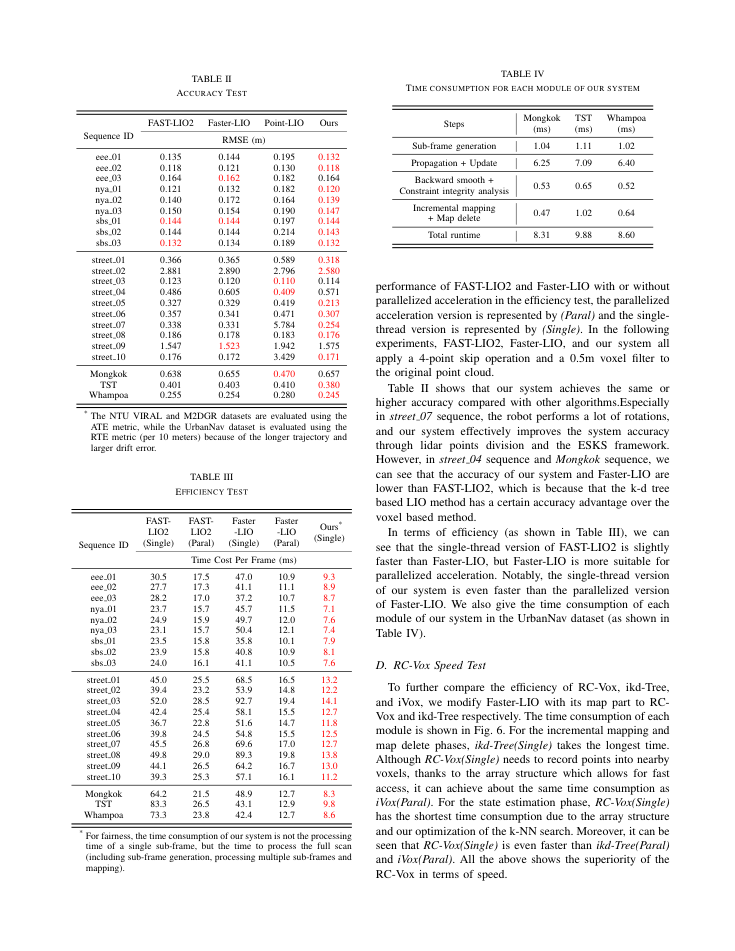 TABLE II
ACCURACY TEST
Sequence ID FAST-LIO2 Faster-LIO Point-LIO Ours
RMSE (m)
eee_01 0.135 0.144 0.195 0.132
eee_02 0.118 0.121 0.130 0.118
eee_03 0.164 0.162 0.182 0.164
nya_01 0.121 0.132 0.182 0.120
nya_02 0.140 0.172 0.164 0.139
nya_03 0.150 0.154 0.190 0.147
sbs_01 0.144 0.144 0.197 0.144
sbs_02 0.144 0.144 0.214 0.143
sbs_03 0.132 0.134 0.189 0.132
street_01 0.366 0.365 0.589 0.318
street_02 2.881 2.890 2.796 2.580
street_03 0.123 0.120 0.110 0.114
street_04 0.486 0.605 0.409 0.571
street_05 0.327 0.329 0.419 0.213
street_06 0.357 0.341 0.471 0.307
street_07 0.338 0.331 5.784 0.254
street_08 0.186 0.178 0.183 0.176
street_09 1.547 1.523 1.942 1.575
street_10 0.176 0.172 3.429 0.171
Mongkok 0.638 0.655 0.470 0.657
TST 0.401 0.403 0.410 0.380
Whampoa 0.255 0.254 0.280 0.245
* The NTU VIRAL and M2DGR datasets are evaluated using the
ATE metric, while the UrbanNav dataset is evaluated using the
RTE metric (per 10 meters) because of the longer trajectory and
larger drift error.
TABLE III
EFFICIENCY TEST
Sequence ID FAST-LIO2 (Single) FAST-LIO2 (Paral) Faster-LIO (Single) Faster-LIO (Paral) Ours* (Single)
Time Cost Per Frame (ms)
eee_01 30.5 17.5 47.0 10.9 9.3
eee_02 27.7 17.3 41.1 11.1 8.9
eee_03 28.2 17.0 37.2 10.7 8.7
nya_01 23.7 15.7 45.7 11.5 7.1
nya_02 24.9 15.9 49.7 12.0 7.6
nya_03 23.1 15.7 50.4 12.1 7.4
sbs_01 23.5 15.8 35.8 10.1 7.9
sbs_02 23.9 15.8 40.8 10.9 8.1
sbs_03 24.0 16.1 41.1 10.5 7.6
street_01 45.0 25.5 68.5 16.5 13.2
street_02 39.4 23.2 53.9 14.8 12.2
street_03 52.0 28.5 92.7 19.4 14.1
street_04 42.4 25.4 58.1 15.5 12.7
street_05 36.7 22.8 51.6 14.7 11.8
street_06 39.8 24.5 54.8 15.5 12.5
street_07 45.5 26.8 69.6 17.0 12.7
street_08 49.8 29.0 89.3 19.8 13.8
street_09 44.1 26.5 64.2 16.7 13.0
street_10 39.3 25.3 57.1 16.1 11.2
Mongkok 64.2 21.5 48.9 12.7 8.3
TST 83.3 26.5 43.1 12.9 9.8
Whampoa 73.3 23.8 42.4 12.7 8.6
* For fairness, the time consumption of our system is not the processing
time of a single sub-frame, but the time to process the full scan
(including sub-frame generation, processing multiple sub-frames and
mapping).
TABLE IV
TIME CONSUMPTION FOR EACH MODULE OF OUR SYSTEM
Steps Mongkok (ms) TST (ms) Whampoa (ms)
Sub-frame generation 1.04 1.11 1.02
Propagation + Update 6.25 7.09 6.40
Backward smooth +
Constraint integrity analysis 0.53 0.65 0.52
Incremental mapping
+ Map delete 0.47 1.02 0.64
Total runtime 8.31 9.88 8.60
performance of FAST-LIO2 and Faster-LIO with or without
parallelized acceleration in the efficiency test, the parallelized
acceleration version is represented by (Paral) and the single-
thread version is represented by (Single). In the following
experiments, FAST-LIO2, Faster-LIO, and our system all
apply a 4-point skip operation and a 0.5m voxel filter to
the original point cloud.
Table II shows that our system achieves the same or
higher accuracy compared with other algorithms.Especially
in street_07 sequence, the robot performs a lot of rotations,
and our system effectively improves the system accuracy
through lidar points division and the ESKS framework.
However, in street_04 sequence and Mongkok sequence, we
can see that the accuracy of our system and Faster-LIO are
lower than FAST-LIO2, which is because that the k-d tree
based LIO method has a certain accuracy advantage over the
voxel based method.
In terms of efficiency (as shown in Table III), we can
see that the single-thread version of FAST-LIO2 is slightly
faster than Faster-LIO, but Faster-LIO is more suitable for
parallelized acceleration. Notably, the single-thread version
of our system is even faster than the parallelized version
of Faster-LIO. We also give the time consumption of each
module of our system in the UrbanNav dataset (as shown in
Table IV).
D. RC-Vox Speed Test
To further compare the efficiency of RC-Vox, ikd-Tree,
and iVox, we modify Faster-LIO with its map part to RC-
Vox and ikd-Tree respectively. The time consumption of each
module is shown in Fig. 6. For the incremental mapping and
map delete phases, ikd-Tree(Single) takes the longest time.
Although RC-Vox(Single) needs to record points into nearby
voxels, thanks to the array structure which allows for fast
access, it can achieve about the same time consumption as
iVox(Paral). For the state estimation phase, RC-Vox(Single)
has the shortest time consumption due to the array structure
and our optimization of the k-NN search. Moreover, it can be
seen that RC-Vox(Single) is even faster than ikd-Tree(Paral)
and iVox(Paral). All the above shows the superiority of the
RC-Vox in terms of speed.